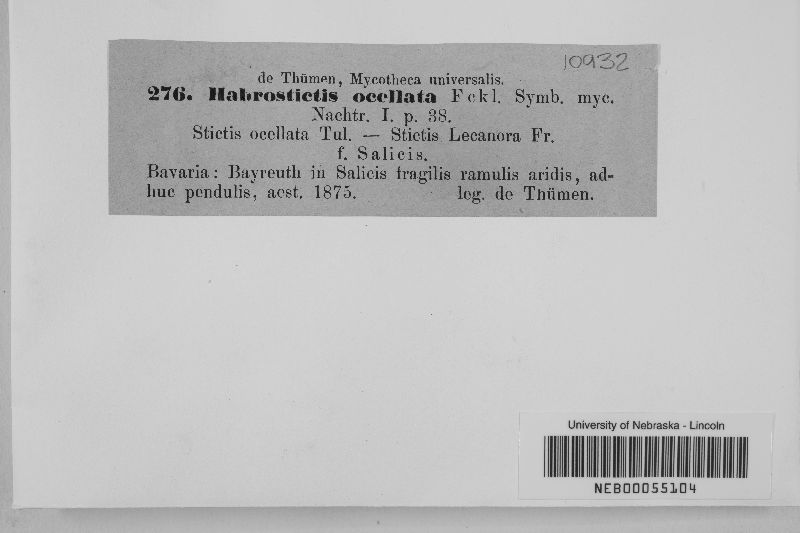 10932
de Thümen, Mycotheca universalis.
276. Habrostictis ocellata Fckl. Symb. myc.
Nachtr. I. p. 38.
Stictis ocellata Tul. — Stictis Lecanora Fr.
f. Salicis.
Bavaria: Bayreuth in Salicis fragilis ramulis aridis, ad-
huc pendulis, aest. 1875. leg. de Thümen.
University of Nebraska - Lincoln
NEB00055104